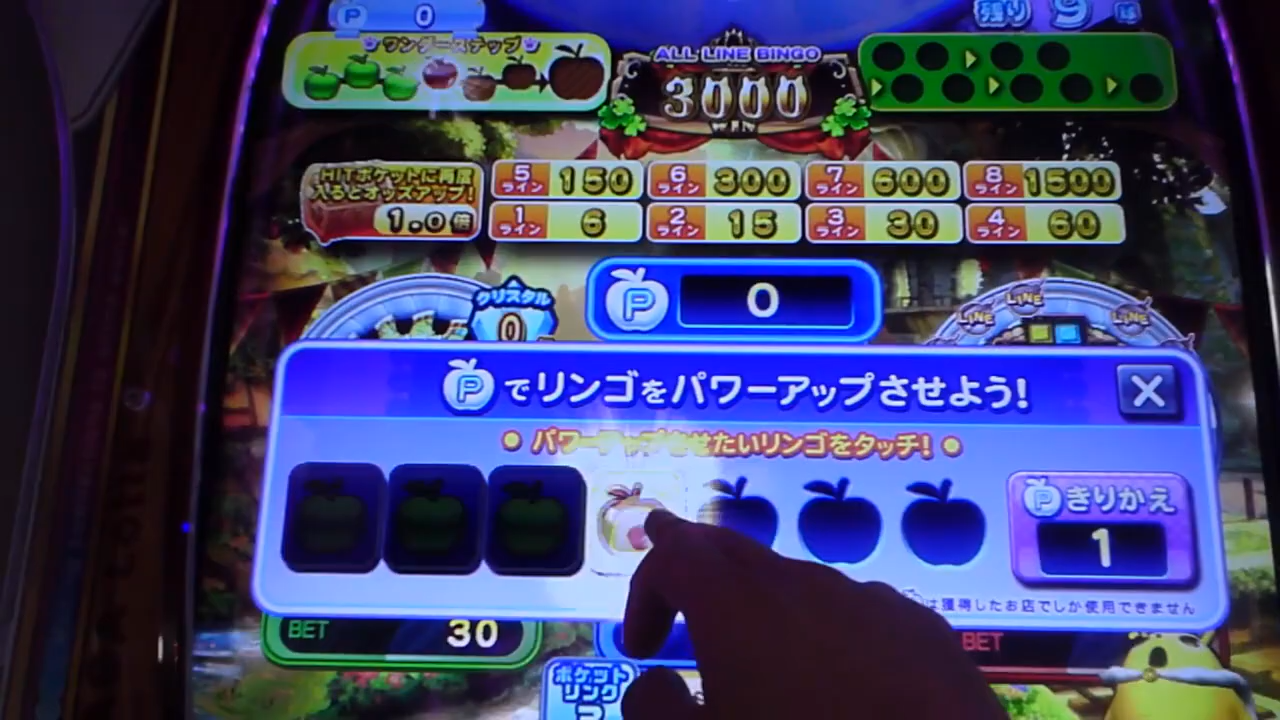 P 0
残り 9 球
ワンダーステップ
ALL LINE BINGO
3000
WIN
HITポケットに再度
入るとオッズアップ!
1.0倍
5ライン 150
6ライン 300
7ライン 600
8ライン 1500
1ライン 6
2ライン 15
3ライン 30
4ライン 60
クリスタル
0
P 0
LINE
LINE
LINE
Pでリンゴをパワーアップさせよう!
X
パワーアップさせたいリンゴをタッチ!
Pきりかえ
1
は獲得したお店でしか使用できません
BET 30
BET
ポケット
リンク